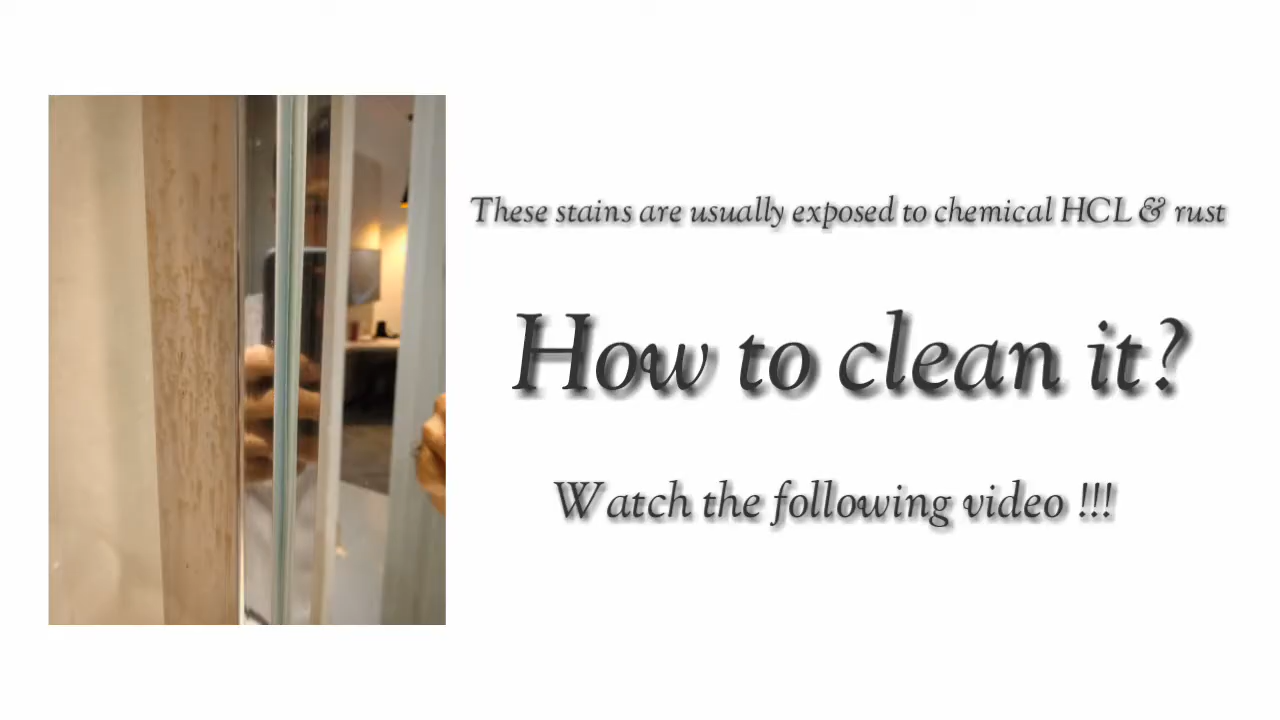 These stains are usually exposed to chemical HCL & rust
How to clean it?
Watch the following video !!!